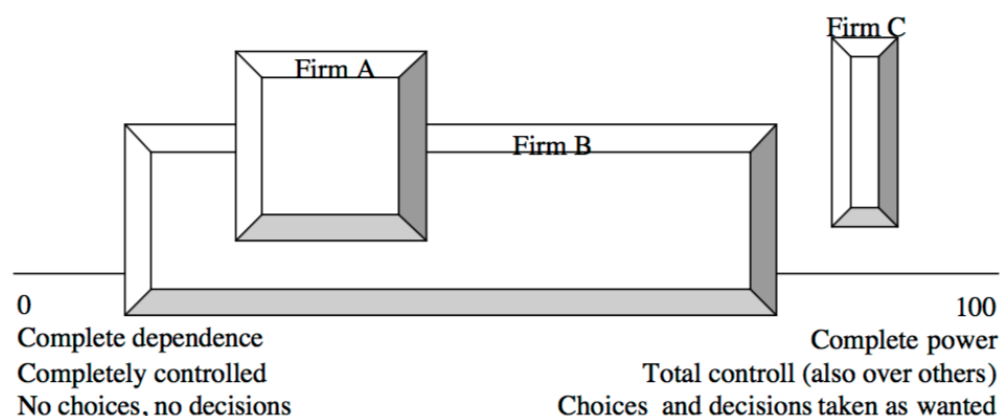 Firm C
Firm A
Firm B
0
100
Complete dependence
Complete power
Completely controlled
Total controll (also over others)
No choices, no decisions
Choices and decisions taken as wanted